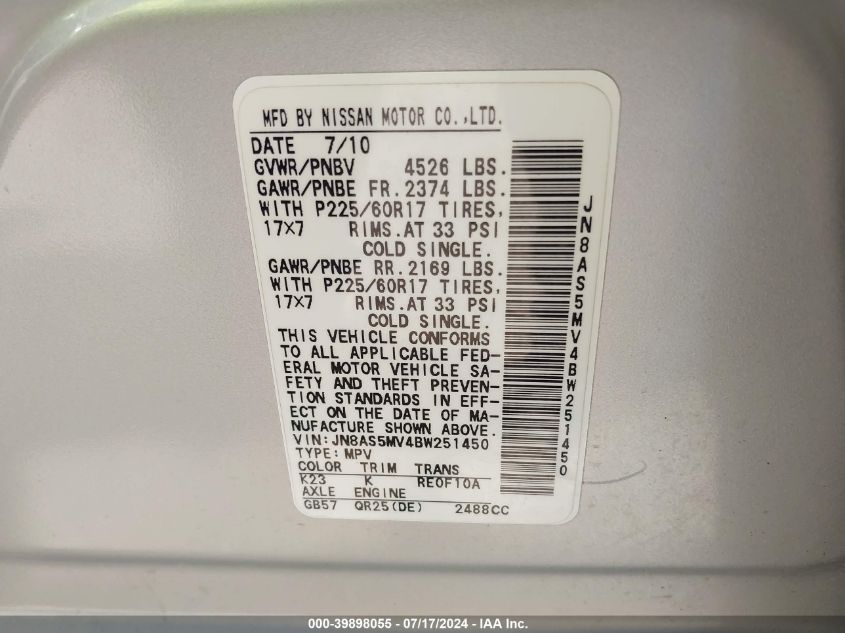 MFD BY NISSAN MOTOR CO.,LTD.
DATE 7/10
GVWR/PNBV 4526 LBS.
GAWR/PNBE FR. 2374 LBS.
WITH P225/60R17 TIRES,
17×7 RIMS. AT 33 PSI
COLD SINGLE.
GAWR/PNBE RR. 2169 LBS.
WITH P225/60R17 TIRES,
17×7 RIMS. AT 33 PSI
COLD SINGLE.
THIS VEHICLE CONFORMS
TO ALL APPLICABLE FED-
ERAL MOTOR VEHICLE SA-
FETY AND THEFT PREVEN-
TION STANDARDS IN EFF-
ECT ON THE DATE OF MA-
NUFACTURE SHOWN ABOVE.
VIN: JN8AS5MV4BW251450
TYPE: MPV
COLOR TRIM TRANS
K23 K RE0F10A
AXLE ENGINE
GB57 QR25(DE) 2488CC
JN8AS5MV4BW251450
000-39898055 - 07/17/2024 - IAA Inc.